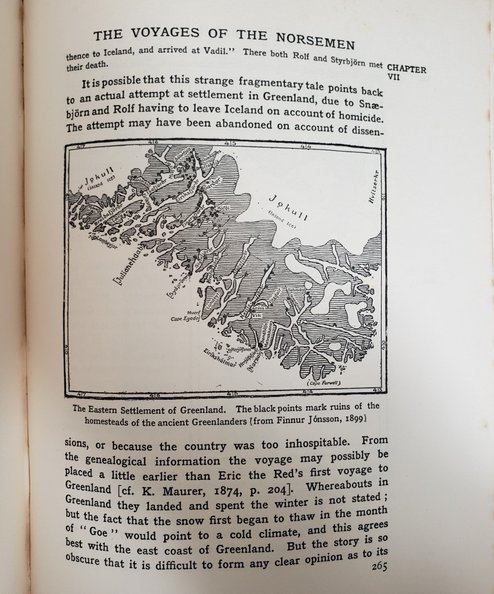 THE VOYAGES OF THE NORSEMEN
thence to Iceland, and arrived at Vadil." There both Rolf and Styrbjörn met
their death.
CHAPTER
VII
It is possible that this strange fragmentary tale points back
to an actual attempt at settlement in Greenland, due to Snæ-
björn and Rolf having to leave Iceland on account of homicide.
The attempt may have been abandoned on account of dissen-
Jøkull
(Inland ice)
Jøkull
(Inland ice)
Hvitserkr
Cape Egede
(Cape Farvell)
The Eastern Settlement of Greenland. The black points mark ruins of the
homesteads of the ancient Greenlanders (from Finnur Jónsson, 1899)
sions, or because the country was too inhospitable. From
the genealogical information the voyage may possibly be
placed a little earlier than Eric the Red's first voyage to
Greenland [cf. K. Maurer, 1874, p. 204]. Whereabouts in
Greenland they landed and spent the winter is not stated;
but the fact that the snow first began to thaw in the month
of "Goe" would point to a cold climate, and this agrees
best with the east coast of Greenland. But the story is so
obscure that it is difficult to form any clear opinion as to its
265